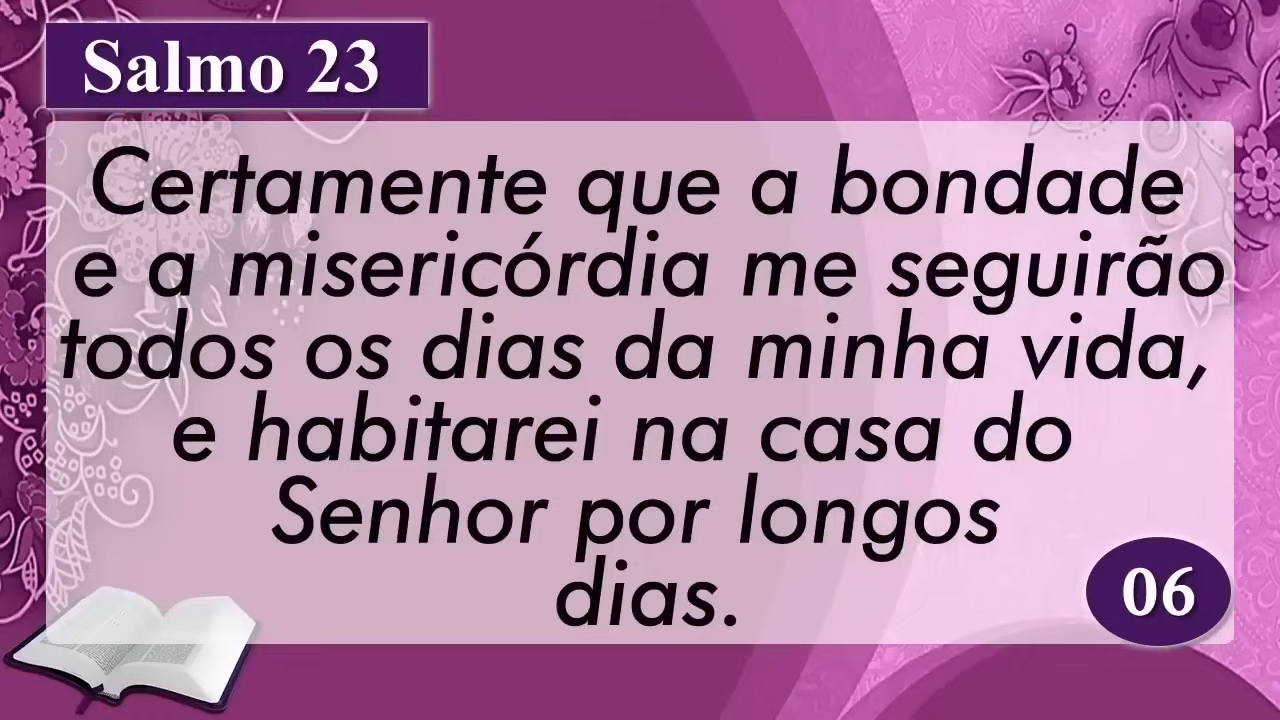 Salmo 23
Certamente que a bondade
e a misericórdia me seguirão
todos os dias da minha vida,
e habitarei na casa do
Senhor por longos
dias.
06